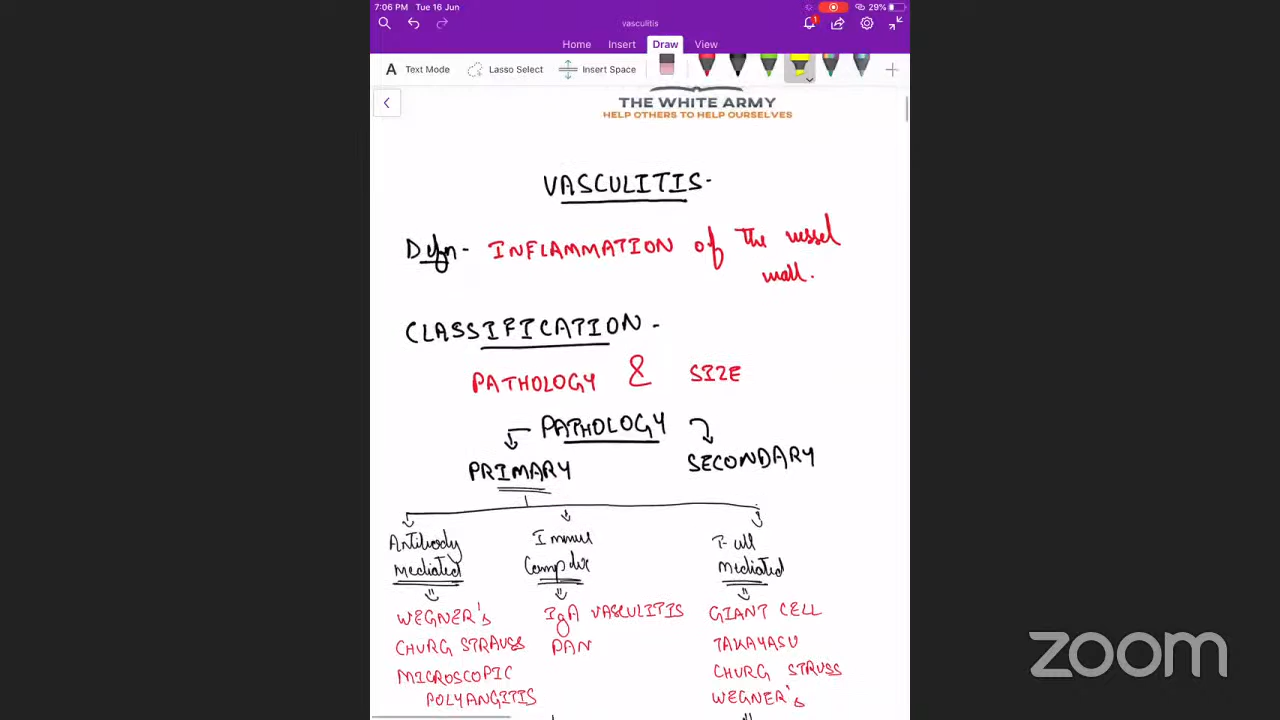 7:06 PM Tue 16 Jun
29%
vasculitis
1
Home Insert Draw View
A Text Mode Lasso Select Insert Space
THE WHITE ARMY
HELP OTHERS TO HELP OURSELVES
VASCULITIS-
Defn- INFLAMMATION of The vessel
wall.
CLASSIFICATION-
PATHOLOGY & SIZE
PATHOLOGY
PRIMARY SECONDARY
Antibody Immune T-cell
Mediated Complex Mediated
WEGNER's IgA VASCULITIS GIANT CELL
CHURG STRAUSS PAN TAKAYASU
MICROSCOPIC CHURG STRUSS
POLYANGITIS WEGNER's
zoom